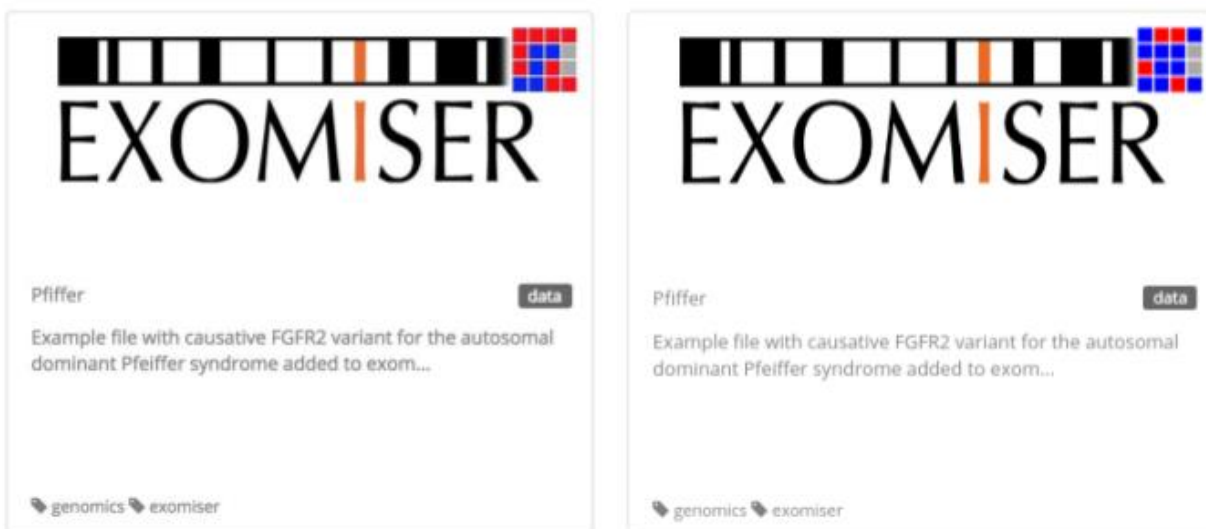 EXOMISER
Pfiffer
data
Example file with causative FGFR2 variant for the autosomal
dominant Pfeiffer syndrome added to exom...
genomics exomiser
EXOMISER
Pfiffer
data
Example file with causative FGFR2 variant for the autosomal
dominant Pfeiffer syndrome added to exom...
genomics exomiser